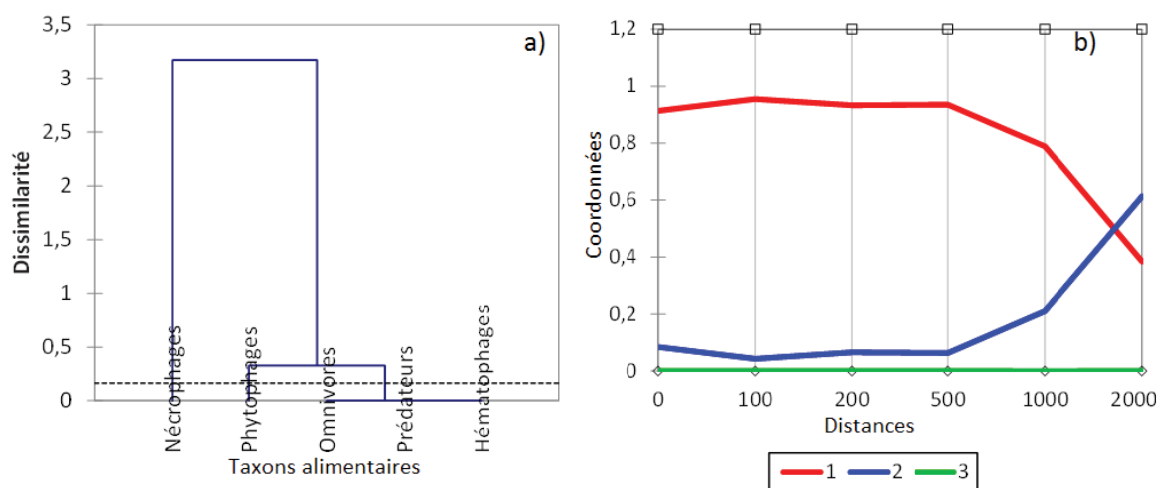 a)
3,5
3
2,5
2
1,5
1
0,5
0
Dissimilarité
Nécrophages
Phytophages
Omnivores
Prédateurs
Hématophages
Taxons alimentaires
b)
1,2
1
0,8
0,6
0,4
0,2
0
Coordonnées
0 100 200 500 1000 2000
Distances
1 2 3